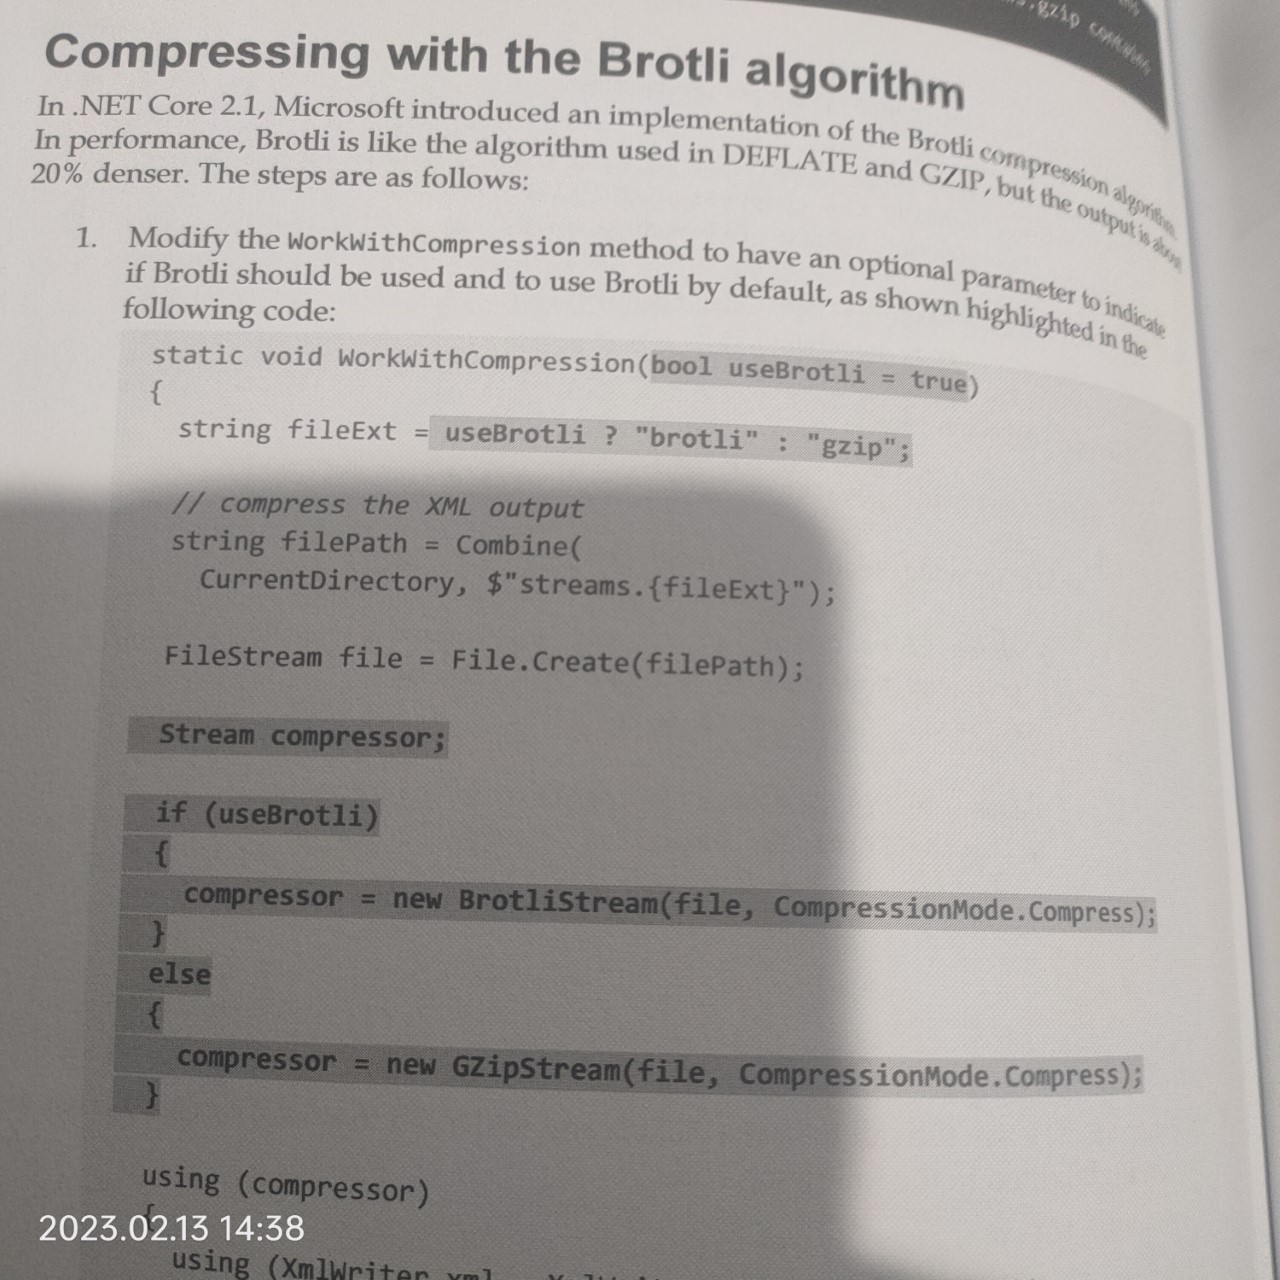 .gzip contains
Compressing with the Brotli algorithm
In .NET Core 2.1, Microsoft introduced an implementation of the Brotli compression algorithm.
In performance, Brotli is like the algorithm used in DEFLATE and GZIP, but the output is about
20% denser. The steps are as follows:
1. Modify the WorkWithCompression method to have an optional parameter to indicate
if Brotli should be used and to use Brotli by default, as shown highlighted in the
following code:
static void WorkWithCompression(bool useBrotli = true)
{
string fileExt = useBrotli ? "brotli" : "gzip";
// compress the XML output
string filePath = Combine(
CurrentDirectory, $"streams.{fileExt}");
FileStream file = File.Create(filePath);
Stream compressor;
if (useBrotli)
{
compressor = new BrotliStream(file, CompressionMode.Compress);
}
else
{
compressor = new GZipStream(file, CompressionMode.Compress);
}
using (compressor)
{
2023.02.13 14:38
using (XmlWriter xml